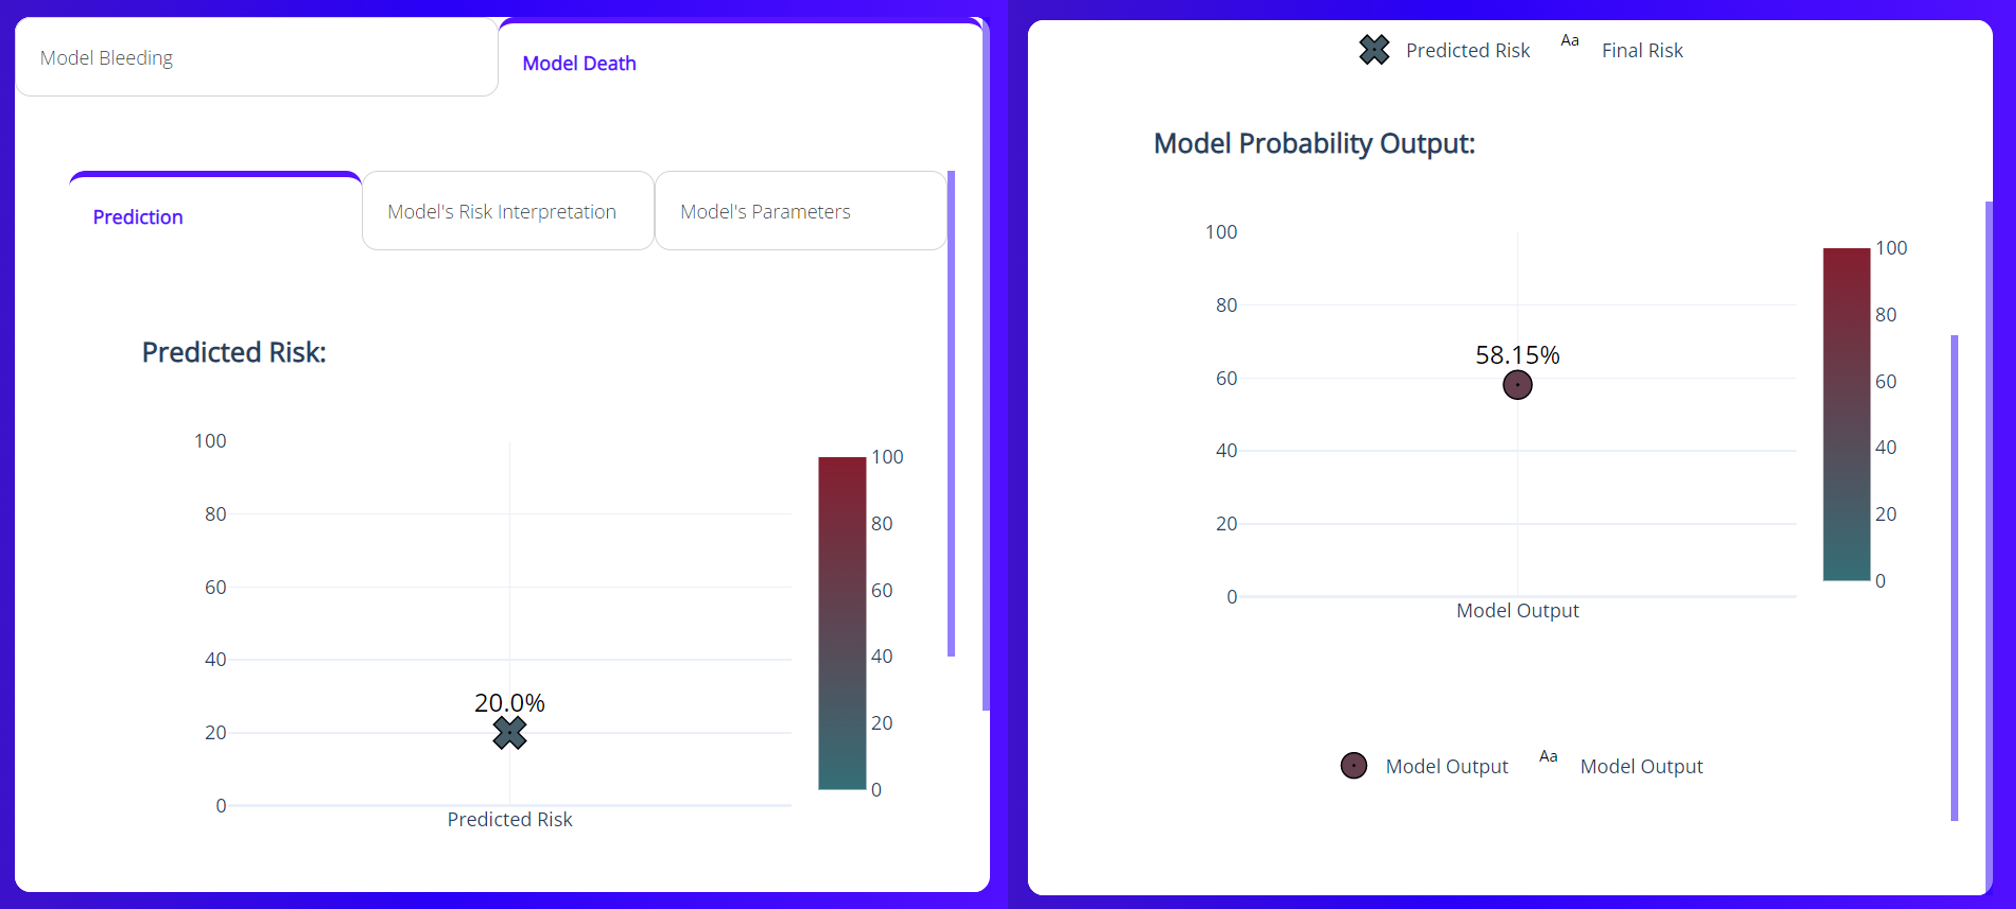 Model Bleeding
Model Death
Prediction
Model's Risk Interpretation
Model's Parameters
Predicted Risk:
100
80
60
40
20
0
20.0%
Predicted Risk
100
80
60
40
20
0
Predicted Risk
Aa
Final Risk
Model Probability Output:
100
80
60
40
20
0
58.15%
Model Output
100
80
60
40
20
0
Model Output
Aa
Model Output